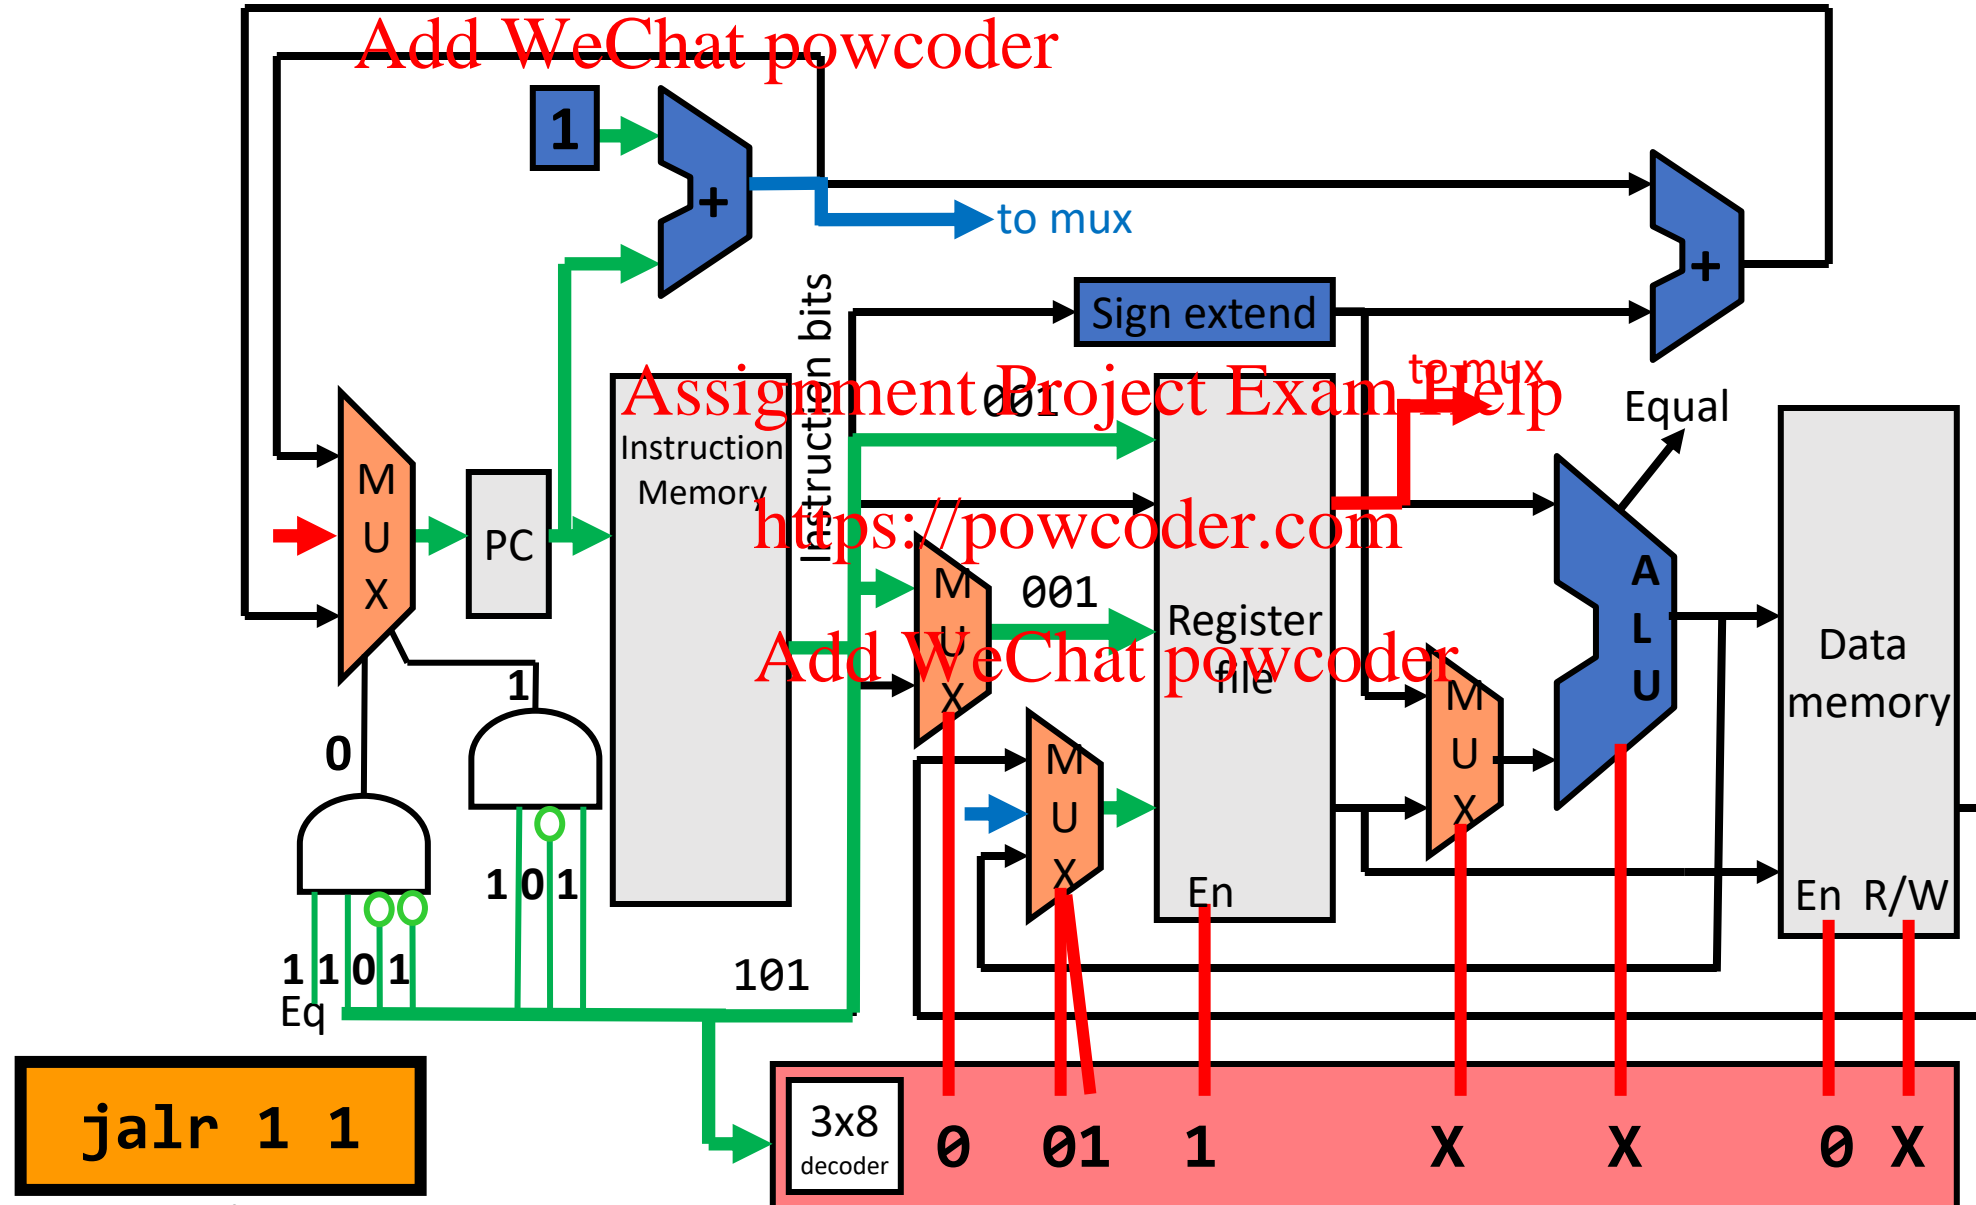 Add WeChat powcoder
1
+
to mux
+
Instruction bits
Sign extend
to mux
Assignment Project Exam Help
001
Equal
Instruction
Memory
M
U
X
PC
https://powcoder.com
M
U
X
001
Register
file
Add WeChat powcoder
A
L
U
Data
memory
M
U
X
M
U
X
1
0
1 0 1
En
En R/W
1 1 0 1
Eq
101
jalr 1 1
3x8
decoder
0 01 1 X X 0 X